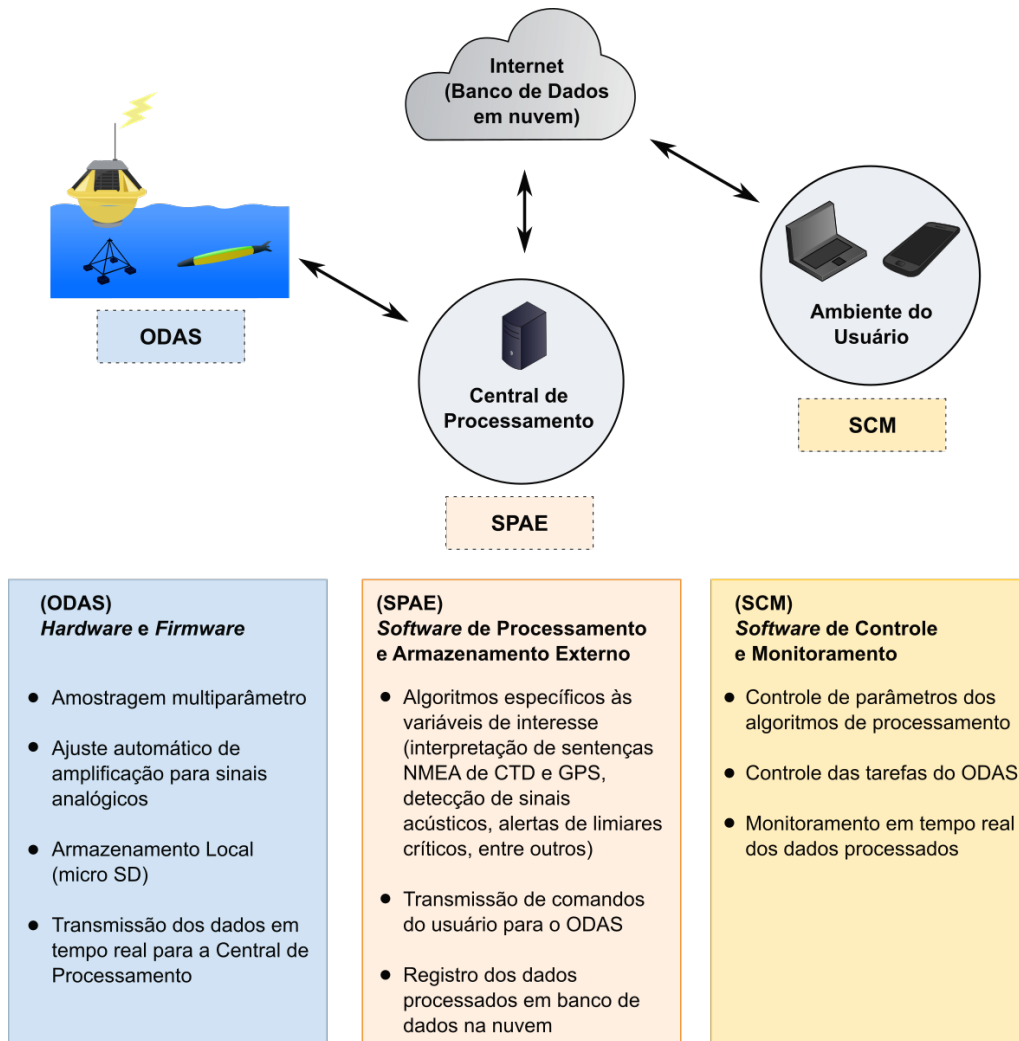 Internet
(Banco de Dados
em nuvem)
ODAS
Central de
Processamento
SPAE
Ambiente do
Usuário
SCM
(ODAS)
Hardware e Firmware
● Amostragem multiparâmetro
● Ajuste automático de
amplificação para sinais
analógicos
● Armazenamento Local
(micro SD)
● Transmissão dos dados em
tempo real para a Central de
Processamento
(SPAE)
Software de Processamento
e Armazenamento Externo
● Algoritmos específicos às
variáveis de interesse
(interpretação de sentenças
NMEA de CTD e GPS,
detecção de sinais
acústicos, alertas de limiares
críticos, entre outros)
● Transmissão de comandos
do usuário para o ODAS
● Registro dos dados
processados em banco de
dados na nuvem
(SCM)
Software de Controle
e Monitoramento
● Controle de parâmetros dos
algoritmos de processamento
● Controle das tarefas do ODAS
● Monitoramento em tempo real
dos dados processados